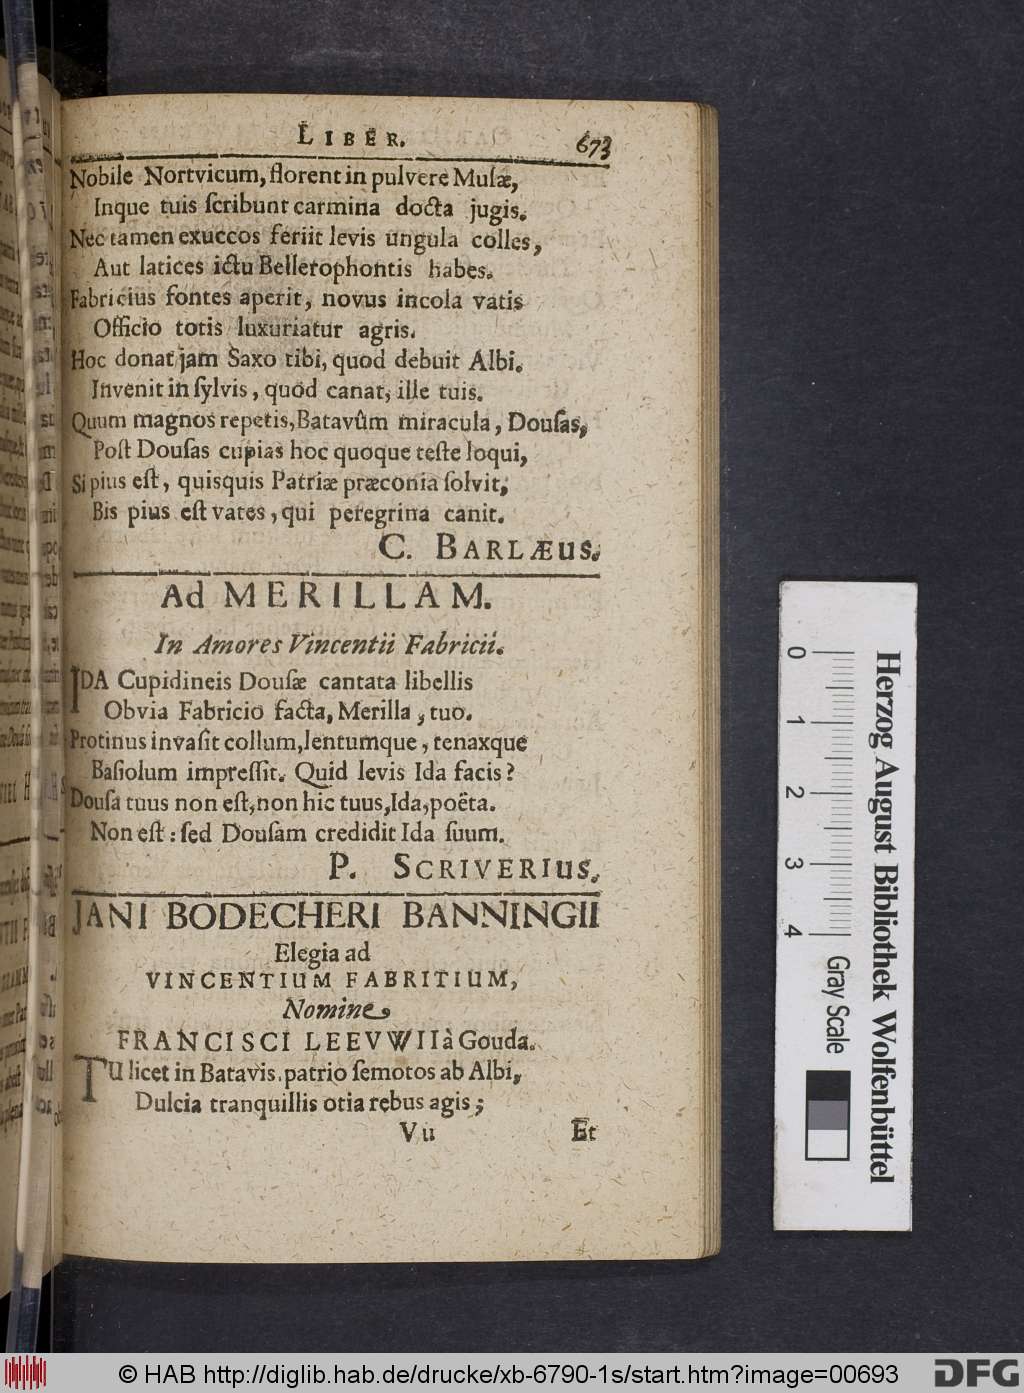 LIBER. 673
Nobile Nortvicum, florent in pulvere Musæ,
Inque tuis scribunt carmina docta jugis.
Nec tamen exuccos feriit levis ungula colles,
Aut latices ictu Bellerophontis habes.
Fabricius fontes aperit, novus incola vatis
Officio totis luxuriatur agris.
Hoc donat jam Saxo tibi, quod debuit Albi.
Invenit in sylvis, quod canat, ille tuis.
Quum magnos repetis, Batavûm miracula, Dousas,
Post Dousas cupias hoc quoque teste loqui,
Si pius est, quisquis Patriæ præconia solvit,
Bis pius est vates, qui peregrina canit.
C. BARLÆUS.
Ad MERILLAM.
In Amores Vincentii Fabricii.
IDA Cupidineis Dousæ cantata libellis
Obvia Fabricio facta, Merilla, tuo.
Protinus invasit collum, lentumque, tenaxque
Basiolum impressit. Quid levis Ida facis?
Dousa tuus non est, non hic tuus, Ida, poëta.
Non est: sed Dousam credidit Ida suum.
P. SCRIVERIUS.
JANI BODECHERI BANNINGII
Elegia ad
VINCENTIUM FABRITIUM,
Nomine
FRANCISCI LEEVWII à Gouda.
TU licet in Batavis patrio semotos ab Albi,
Dulcia tranquillis otia rebus agis;
Vu Et
0 1 2 3 4
Gray Scale
Herzog August Bibliothek Wolfenbüttel
© HAB http://diglib.hab.de/drucke/xb-6790-1s/start.htm?image=00693
DFG